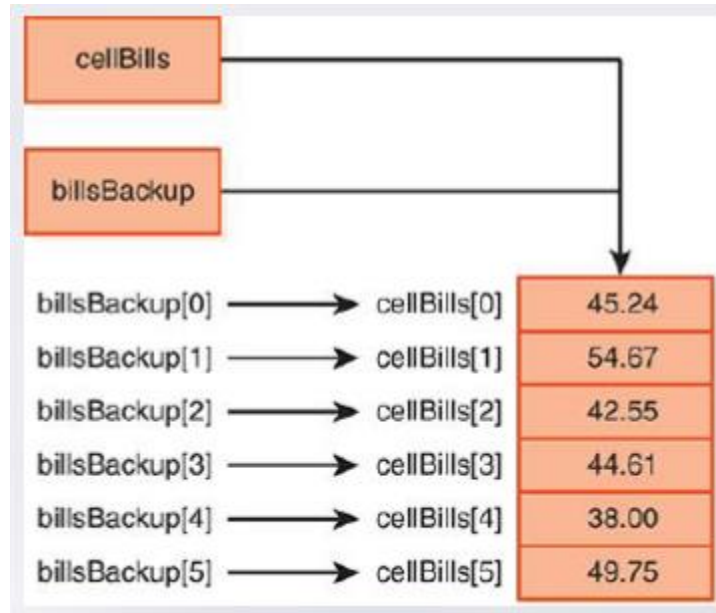 cellBills
billsBackup
billsBackup[0] cellBills[0] 45.24
billsBackup[1] cellBills[1] 54.67
billsBackup[2] cellBills[2] 42.55
billsBackup[3] cellBills[3] 44.61
billsBackup[4] cellBills[4] 38.00
billsBackup[5] cellBills[5] 49.75